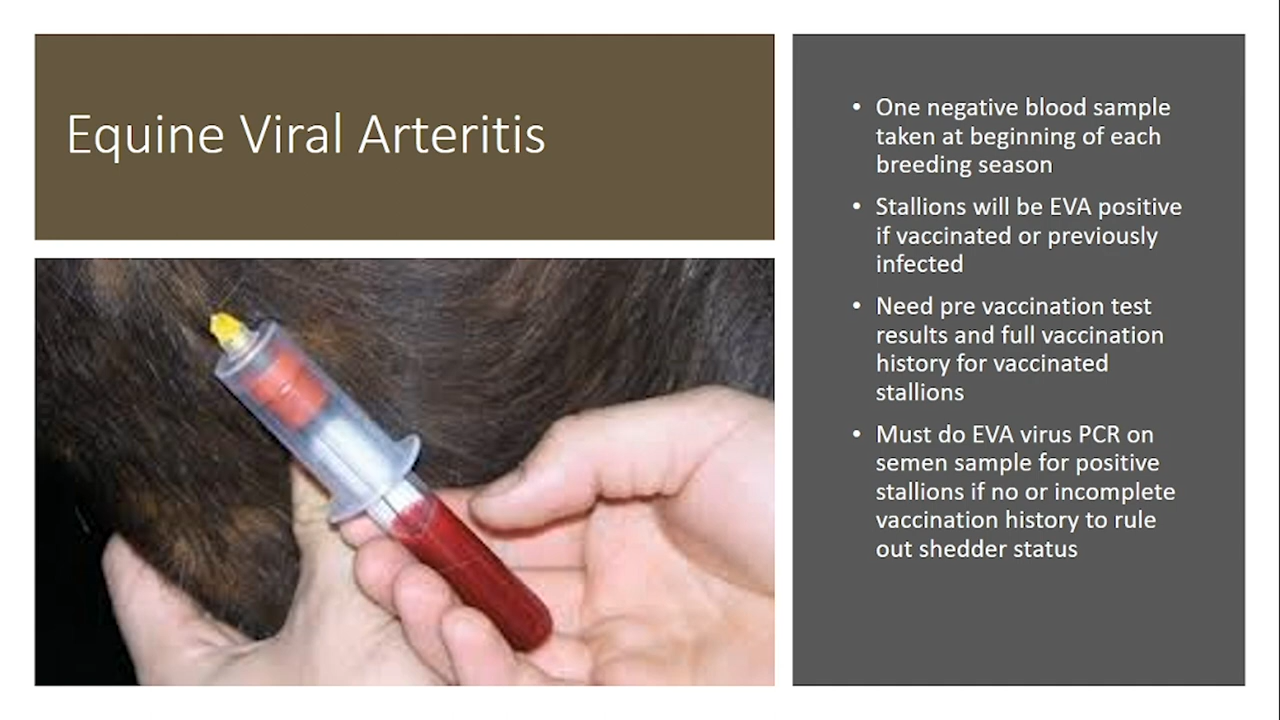 Equine Viral Arteritis
• One negative blood sample
taken at beginning of each
breeding season
• Stallions will be EVA positive
if vaccinated or previously
infected
• Need pre vaccination test
results and full vaccination
history for vaccinated
stallions
• Must do EVA virus PCR on
semen sample for positive
stallions if no or incomplete
vaccination history to rule
out shedder status